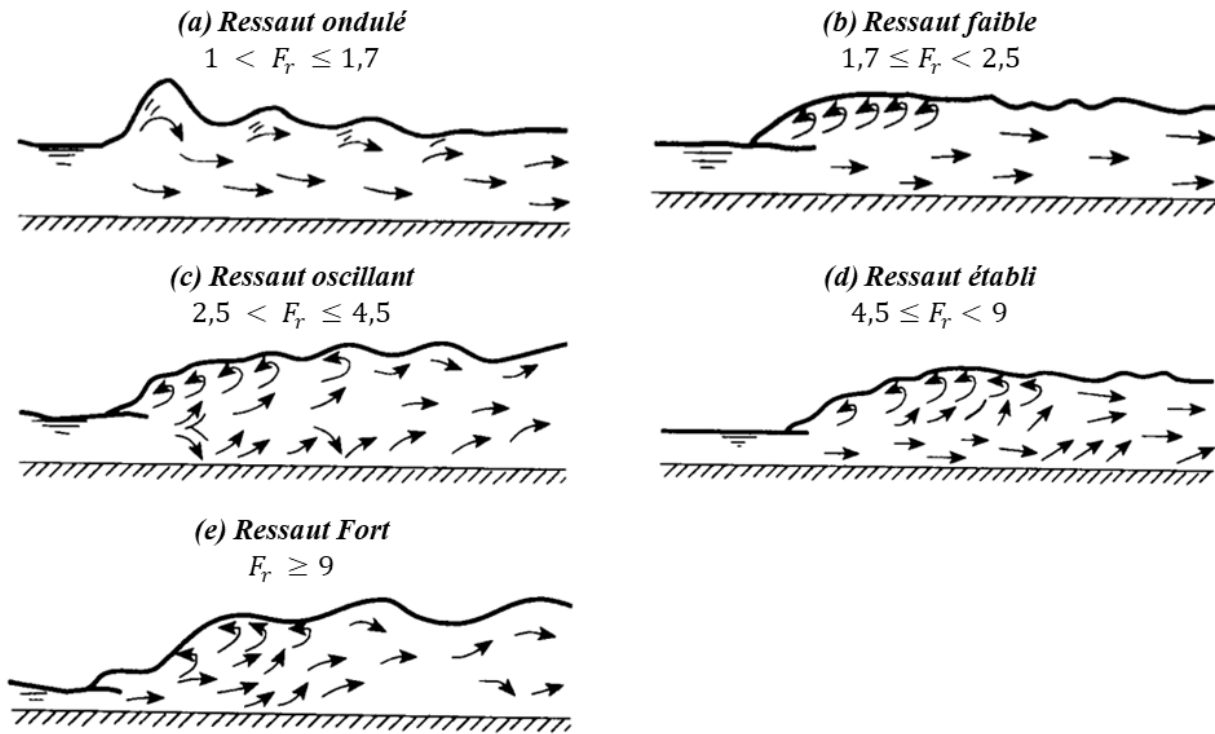 (a) Ressaut ondulé
1 < F_r ≤ 1,7
(b) Ressaut faible
1,7 ≤ F_r < 2,5
(c) Ressaut oscillant
2,5 < F_r ≤ 4,5
(d) Ressaut établi
4,5 ≤ F_r < 9
(e) Ressaut Fort
F_r ≥ 9